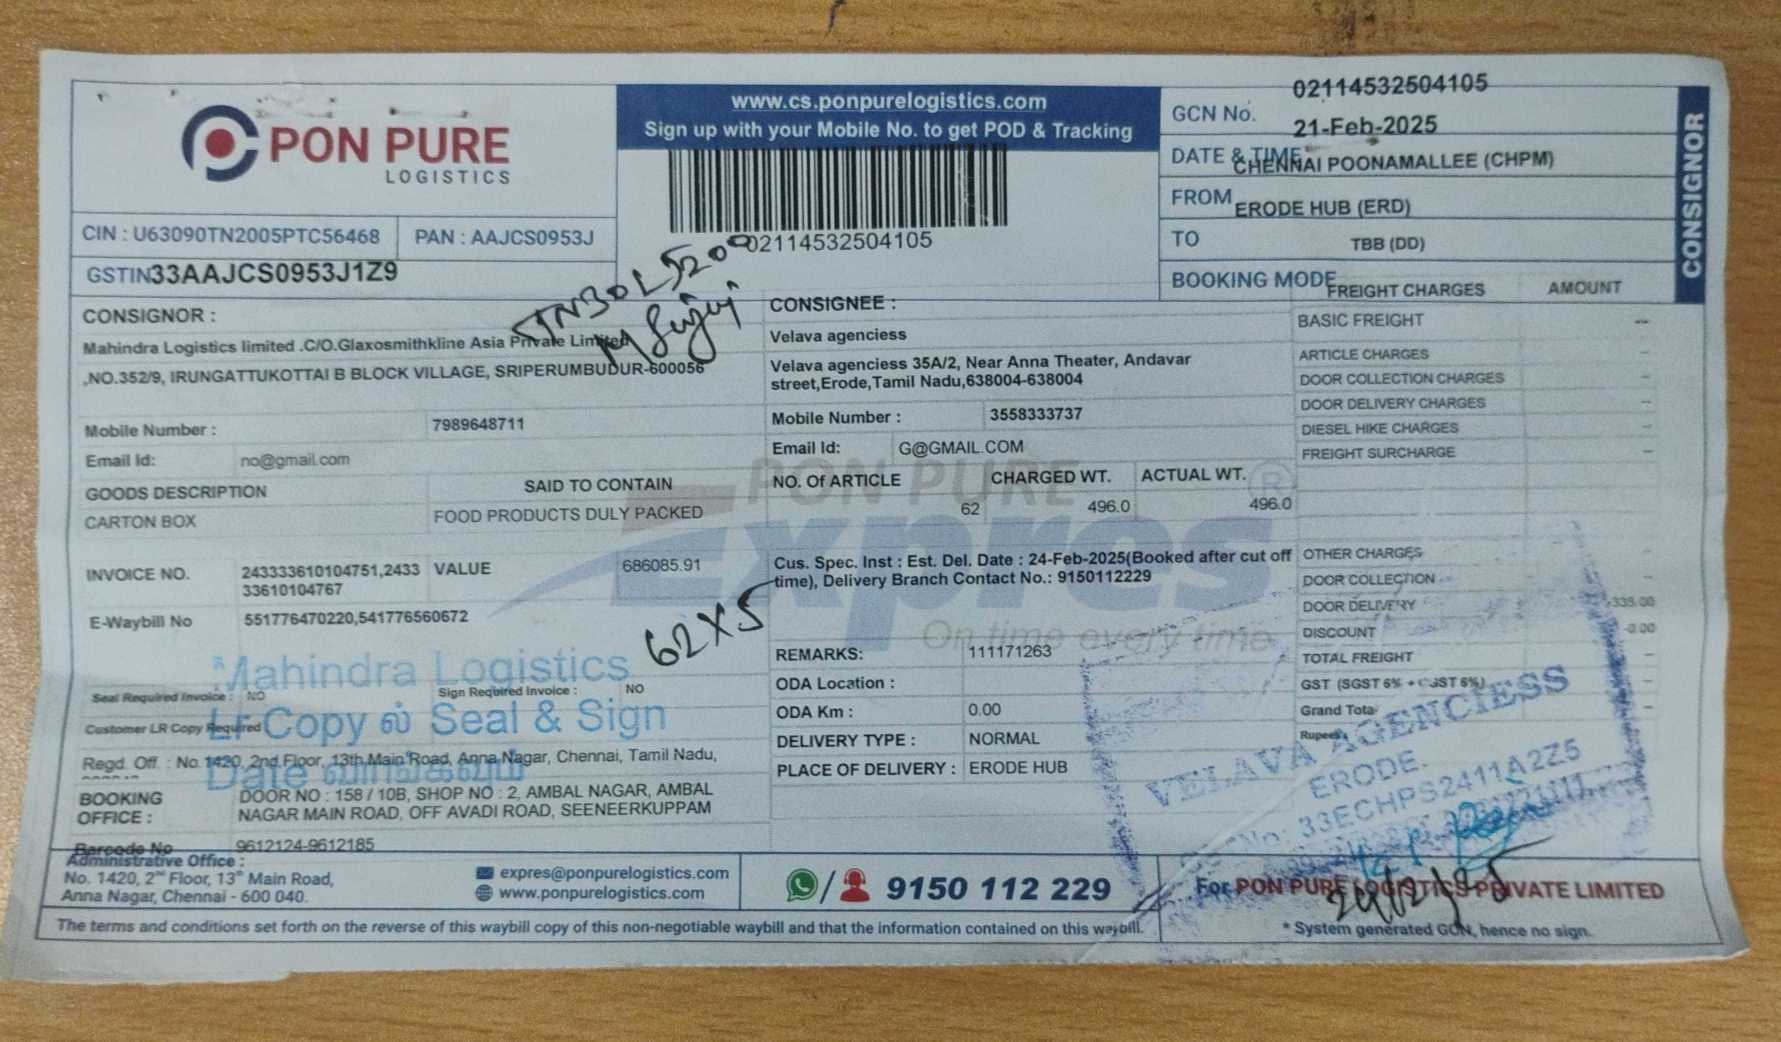 PON PURE
LOGISTICS
www.cs.ponpurelogistics.com
Sign up with your Mobile No. to get POD & Tracking
02114532504105
GCN No. 02114532504105
DATE & TIME 21-Feb-2025
FROM CHENNAI POONAMALLEE (CHPM)
TO ERODE HUB (ERD)
BOOKING MODE TBB (DD)
CONSIGNOR
CIN : U63090TN2005PTC56468 PAN : AAJCS0953J
GSTIN33AAJCS0953J1Z9
CONSIGNOR :
Mahindra Logistics limited .C/O.Glaxosmithkline Asia Private Limited
,NO.352/9, IRUNGATTUKOTTAI B BLOCK VILLAGE, SRIPERUMBUDUR-600056
Mobile Number : 7989648711
Email Id: no@gmail.com
GOODS DESCRIPTION SAID TO CONTAIN
CARTON BOX FOOD PRODUCTS DULY PACKED
INVOICE NO. 243333610104751,2433
33610104767
VALUE 686085.91
E-Waybill No 551776470220,541776560672
62X5
Mahindra Logistics
Seal Required Invoice : NO Sign Required Invoice : NO
Lr Copy ல் Seal & Sign
Customer LR Copy Required
Regd. Off. : No.1420, 2nd Floor, 13th Main Road, Anna Nagar, Chennai, Tamil Nadu,
Date வாங்கவும்
BOOKING
OFFICE :
DOOR NO : 158 / 10B, SHOP NO : 2, AMBAL NAGAR, AMBAL
NAGAR MAIN ROAD, OFF AVADI ROAD, SEENEERKUPPAM
Barcode No 9612124-9612185
CONSIGNEE :
Velava agenciess
Velava agenciess 35A/2, Near Anna Theater, Andavar
street,Erode,Tamil Nadu,638004-638004
Mobile Number : 3558333737
Email Id: G@GMAIL.COM
NO. Of ARTICLE CHARGED WT. ACTUAL WT.
62 496.0 496.0
PON PURE
Expres
On time every time
Cus. Spec. Inst : Est. Del. Date : 24-Feb-2025(Booked after cut off
time), Delivery Branch Contact No.: 9150112229
REMARKS: 111171263
ODA Location :
ODA Km : 0.00
DELIVERY TYPE : NORMAL
PLACE OF DELIVERY : ERODE HUB
FREIGHT CHARGES AMOUNT
BASIC FREIGHT --
ARTICLE CHARGES -
DOOR COLLECTION CHARGES -
DOOR DELIVERY CHARGES -
DIESEL HIKE CHARGES -
FREIGHT SURCHARGE -
OTHER CHARGES -
DOOR COLLECTION -
DOOR DELIVERY 335.00
DISCOUNT -0.00
TOTAL FREIGHT -
GST (SGST 6% + CGST 6%) -
Grand Total -
Rupees
VELAVA AGENCIESS
ERODE.
33ECHPS2411A2Z5
Administrative Office :
No. 1420, 2nd Floor, 13th Main Road,
Anna Nagar, Chennai - 600 040.
expres@ponpurelogistics.com
www.ponpurelogistics.com
9150 112 229
For PON PURE LOGISTICS PRIVATE LIMITED
The terms and conditions set forth on the reverse of this waybill copy of this non-negotiable waybill and that the information contained on this waybill.
* System generated GCN, hence no sign.